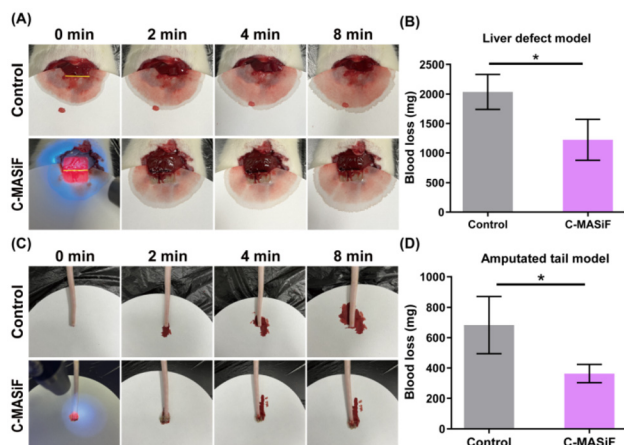 (A)
0 min 2 min 4 min 8 min
Control
C-MASiF
(B)
Liver defect model
*
Blood loss (mg)
2500
2000
1500
1000
500
0
Control C-MASiF
(C)
0 min 2 min 4 min 8 min
Control
C-MASiF
(D)
Amputated tail model
*
Blood loss (mg)
1000
800
600
400
200
0
Control C-MASiF